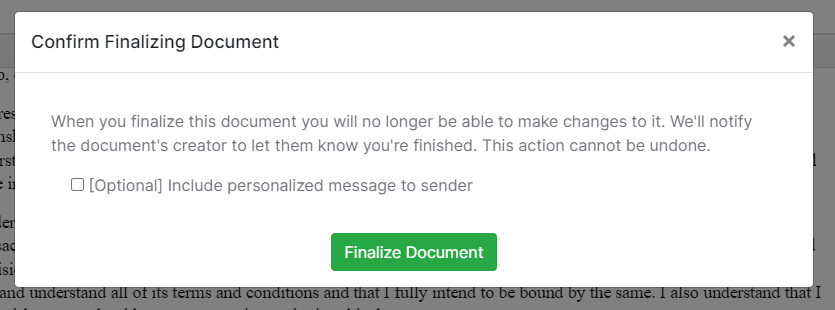 Confirm Finalizing Document ×
When you finalize this document you will no longer be able to make changes to it. We'll notify
the document's creator to let them know you're finished. This action cannot be undone.
[Optional] Include personalized message to sender
Finalize Document
and understand all of its terms and conditions and that I fully intend to be bound by the same. I also understand that I